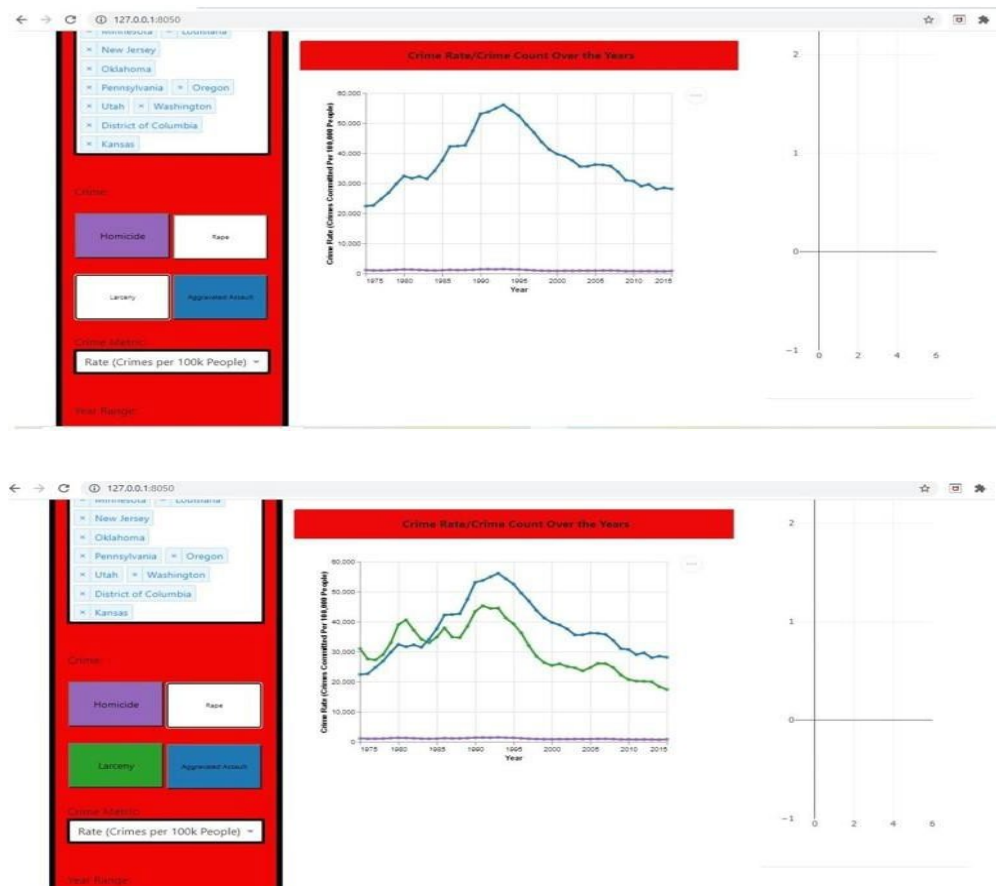 127.0.0.1:8050
× Minnesota × Louisiana
× New Jersey
× Oklahoma
× Pennsylvania × Oregon
× Utah × Washington
× District of Columbia
× Kansas
Crime:
Homicide Rape
Larceny Aggravated Assault
Crime Metric:
Rate (Crimes per 100k People)
Year Range:
Crime Rate/Crime Count Over the Years
Crime Rate (Crimes Committed Per 100,000 People)
60,000
50,000
40,000
30,000
20,000
10,000
0
1975 1980 1985 1990 1995 2000 2005 2010 2015
Year
2
1
0
−1
0 2 4 6
127.0.0.1:8050
× Minnesota × Louisiana
× New Jersey
× Oklahoma
× Pennsylvania × Oregon
× Utah × Washington
× District of Columbia
× Kansas
Crime:
Homicide Rape
Larceny Aggravated Assault
Crime Metric:
Rate (Crimes per 100k People)
Year Range:
Crime Rate/Crime Count Over the Years
Crime Rate (Crimes Committed Per 100,000 People)
60,000
50,000
40,000
30,000
20,000
10,000
0
1975 1980 1985 1990 1995 2000 2005 2010 2015
Year
2
1
0
−1
0 2 4 6